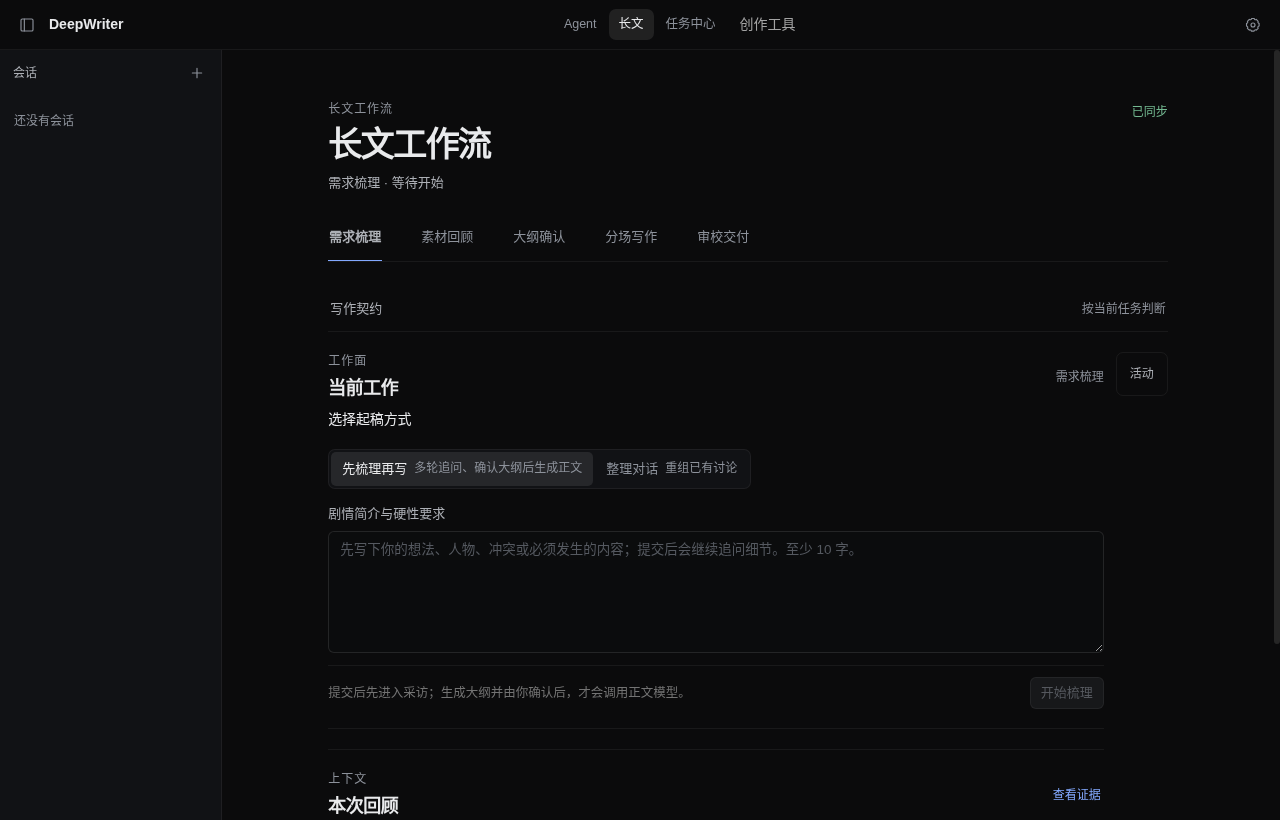 DeepWriter
Agent 长文 任务中心 创作工具
会话
还没有会话
长文工作流
已同步
长文工作流
需求梳理 · 等待开始
需求梳理 素材回顾 大纲确认 分场写作 审校交付
写作契约 按当前任务判断
工作面
当前工作
需求梳理 活动
选择起稿方式
先梳理再写 多轮追问、确认大纲后生成正文 整理对话 重组已有讨论
剧情简介与硬性要求
先写下你的想法、人物、冲突或必须发生的内容；提交后会继续追问细节。至少 10 字。
提交后先进入采访；生成大纲并由你确认后，才会调用正文模型。 开始梳理
上下文
本次回顾 查看证据